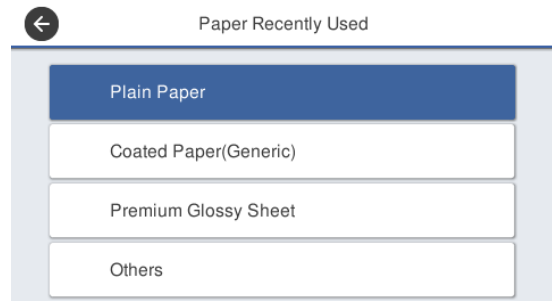 Paper Recently Used
Plain Paper
Coated Paper(Generic)
Premium Glossy Sheet
Others